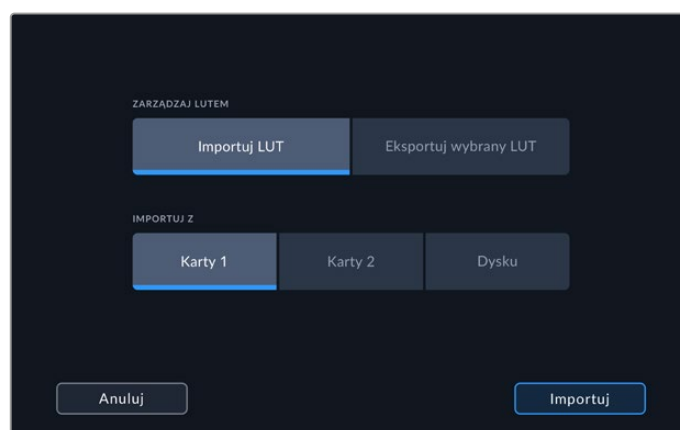 ZARZĄDZAJ LUTEM
Importuj LUT
Eksportuj wybrany LUT
IMPORTUJ Z
Karty 1
Karty 2
Dysku
Anuluj
Importuj